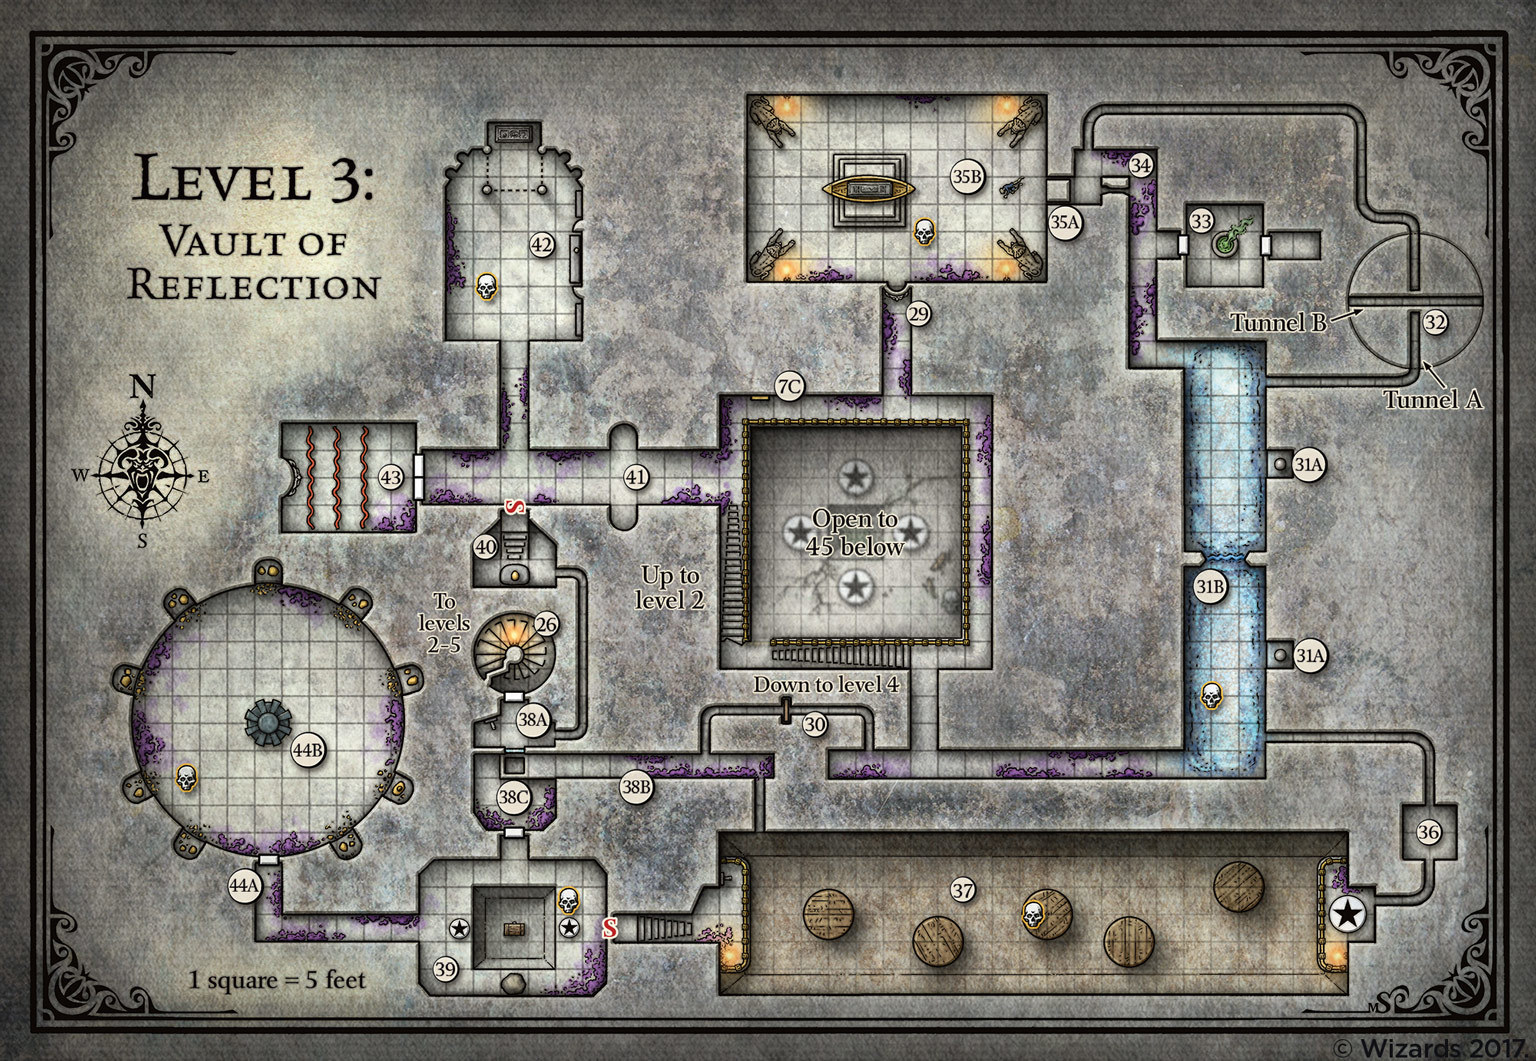 LEVEL 3:
VAULT OF
REFLECTION
N
W
E
S
35B
34
35A
33
42
29
Tunnel B
32
Tunnel A
7C
43
41
31A
S
40
Open to
45 below
Up to
level 2
31B
To
levels
2-5
26
31A
Down to level 4
38A
30
44B
38B
38C
36
44A
37
S
39
1 square = 5 feet
MS
© Wizards 2017